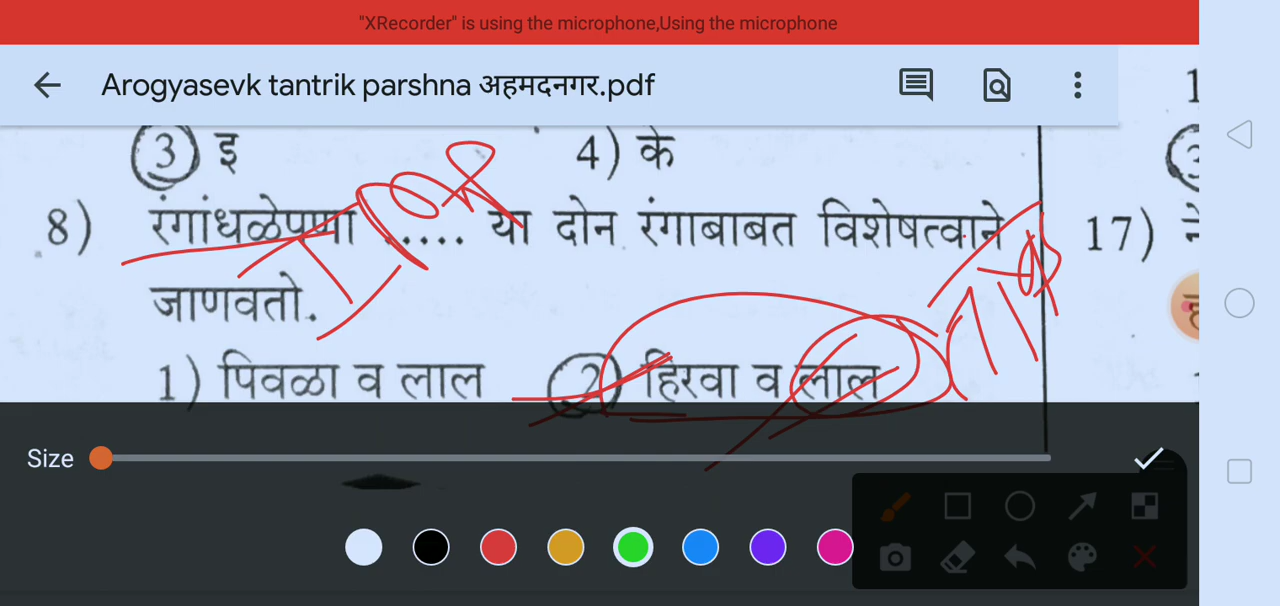 "XRecorder" is using the microphone,Using the microphone
Arogyasevk tantrik parshna अहमदनगर.pdf
3) इ 4) के
8) रंगांधळेपणा ..... या दोन रंगाबाबत विशेषत्वाने
जाणवतो.
1) पिवळा व लाल 2) हिरवा व लाल
17)
Size